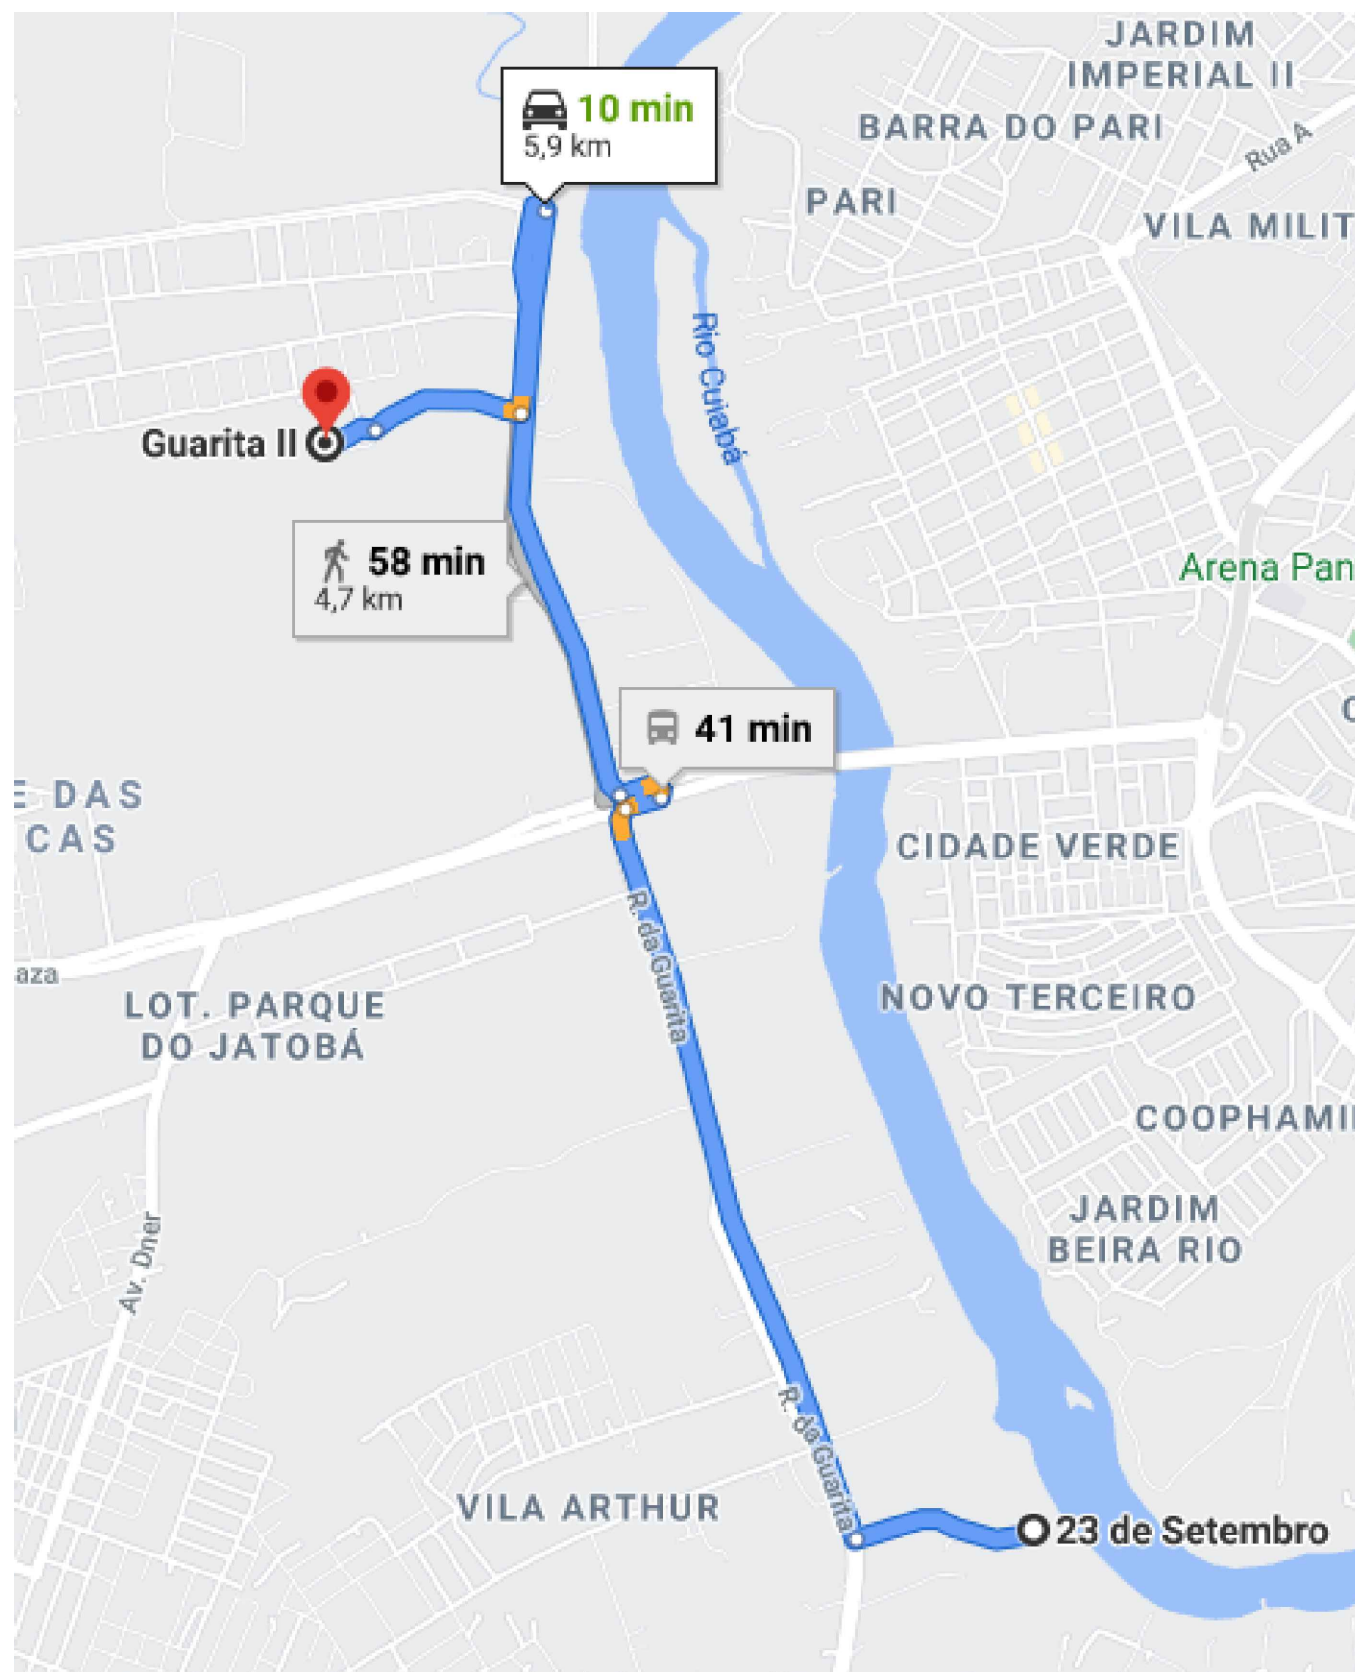 JARDIM
IMPERIAL II
BARRA DO PARI
Rua A
PARI
VILA MILIT
10 min
5,9 km
Rio Cuiabá
Guarita II
58 min
4,7 km
Arena Pan
41 min
E DAS
CAS
CIDADE VERDE
R. da Guarita
aza
LOT. PARQUE
DO JATOBÁ
NOVO TERCEIRO
COOPHAMI
JARDIM
BEIRA RIO
Av. Dner
R. da Guarita
VILA ARTHUR
23 de Setembro